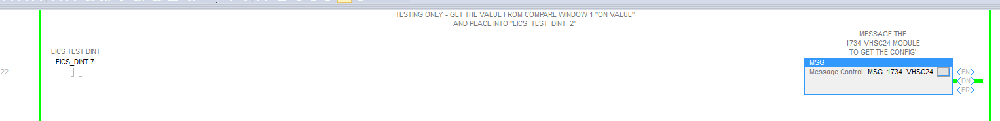 TESTING ONLY - GET THE VALUE FROM COMPARE WINDOW 1 "ON VALUE"
AND PLACE INTO "EICS_TEST_DINT_2"
MESSAGE THE
1734-VHSC24 MODULE
TO GET THE CONFIG'
EICS TEST DINT
EICS_DINT.7
22
MSG
Message Control MSG_1734_VHSC24 ...
EN
DN
ER